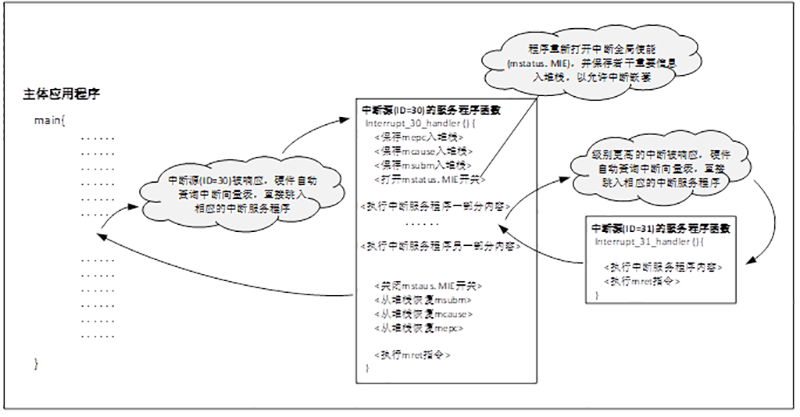 程序重新打开中断全局使能
(mstatus.MIE)，并保存若干重要信息
入堆栈，以允许中断嵌套
主体应用程序
main{
......
......
......
......
......
......
......
......
......
......
......
}
中断源(ID=30)被响应，硬件自动
查询中断向量表，直接跳入
相应的中断服务程序
中断源(ID=30)的服务程序函数
Interrupt_30_handler () {
<保存mepc入堆栈>
<保存mcause入堆栈>
<保存msubm入堆栈>
<打开mstatus.MIE开关>
<执行中断服务程序一部分内容>
......
<执行中断服务程序另一部分内容>
<关闭mstaus.MIE开关>
<从堆栈恢复msubm>
<从堆栈恢复mcause>
<从堆栈恢复mepc>
<执行mret指令>
}
级别更高的中断被响应，硬件
自动查询中断向量表，直接
跳入相应的中断服务程序
中断源(ID=31)的服务程序函数
Interrupt_31_handler () {
<执行中断服务程序内容>
<执行mret指令>
}